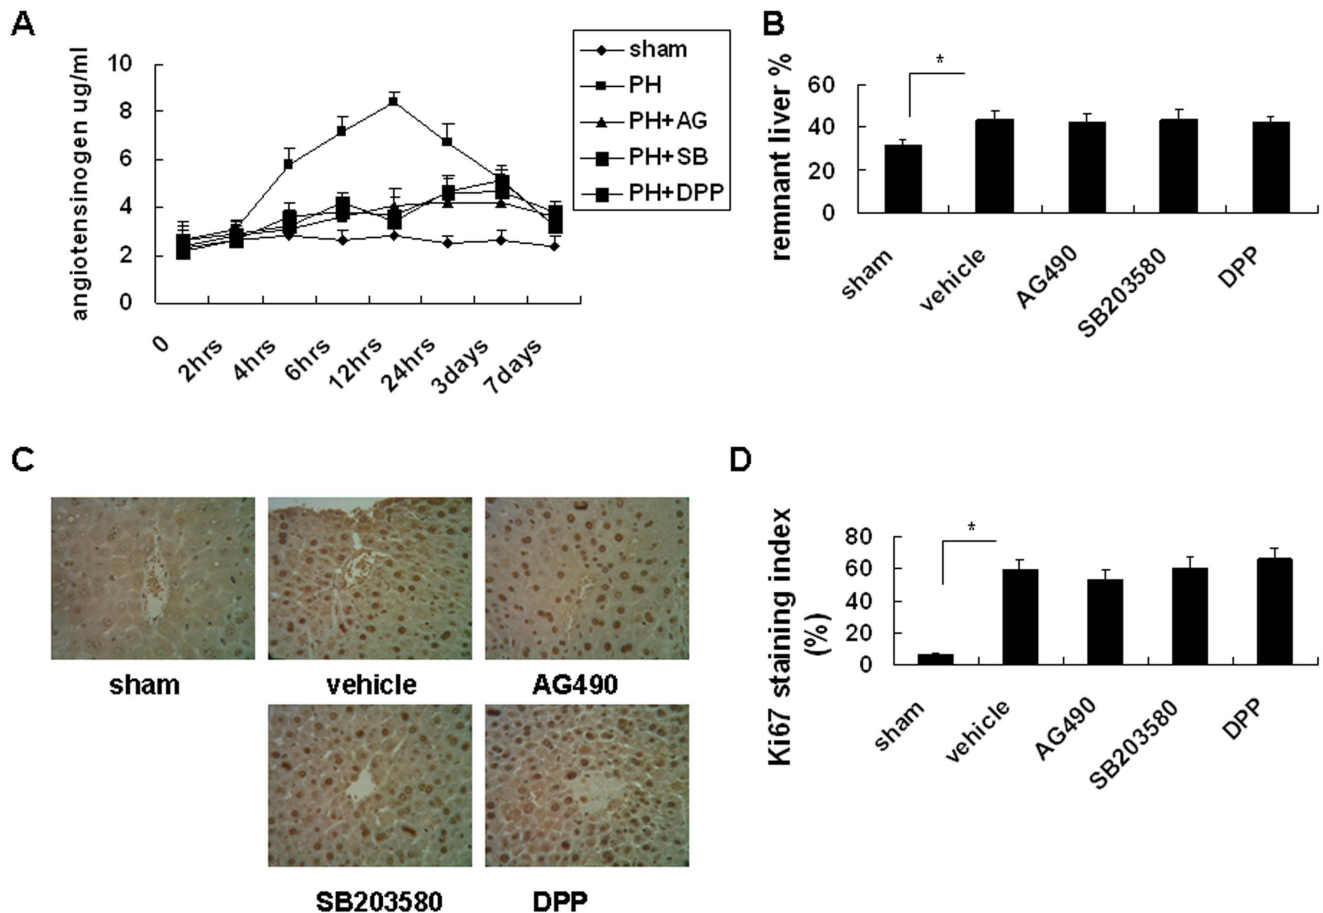 A
angiotensinogen ug/ml
10
8
6
4
2
0
0
2hrs
4hrs
6hrs
12hrs
24hrs
3days
7days
sham
PH
PH+AG
PH+SB
PH+DPP
B
remnant liver %
60
40
20
0
*
sham
vehicle
AG490
SB203580
DPP
C
sham
vehicle
AG490
SB203580
DPP
D
Ki67 staining index
(%)
80
60
40
20
0
*
sham
vehicle
AG490
SB203580
DPP